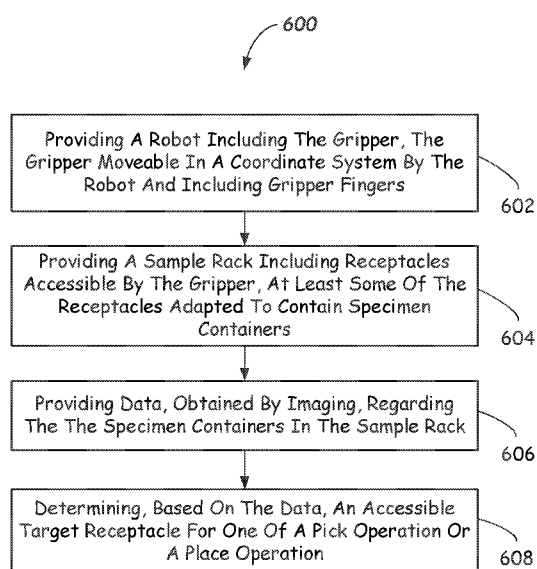 600
Providing A Robot Including The Gripper, The
Gripper Moveable In A Coordinate System By The
Robot And Including Gripper Fingers
602
Providing A Sample Rack Including Receptacles
Accessible By The Gripper, At Least Some Of The
Receptacles Adapted To Contain Specimen
Containers
604
Providing Data, Obtained By Imaging, Regarding
The The Specimen Containers In The Sample Rack
606
Determining, Based On The Data, An Accessible
Target Receptacle For One Of A Pick Operation Or
A Place Operation
608